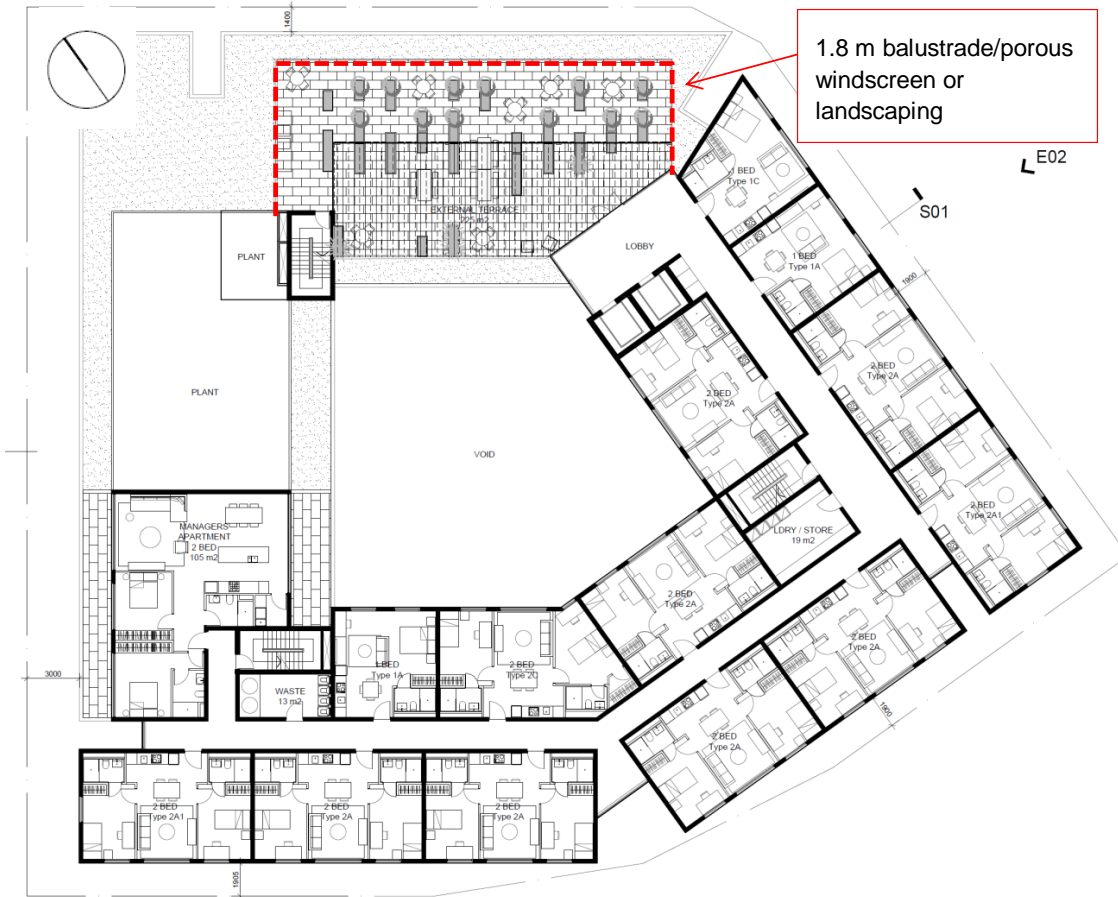 1400
1.8 m balustrade/porous
windscreen or
landscaping
E02
S01
1 BED
Type 1C
EXTERNAL TERRACE
225 m2
LOBBY
PLANT
1 BED
Type 1A
1900
PLANT
2 BED
Type 2A
2 BED
Type 2A
VOID
2 BED
Type 2A1
MANAGERS
APARTMENT
2 BED
105 m2
LDRY / STORE
19 m2
2 BED
Type 2A
2 BED
Type 2A
1 BED
Type 1A
2 BED
Type 2C
3000
WASTE
13 m2
2 BED
Type 2A
1900
2 BED
Type 2A1
2 BED
Type 2A
2 BED
Type 2A
1905